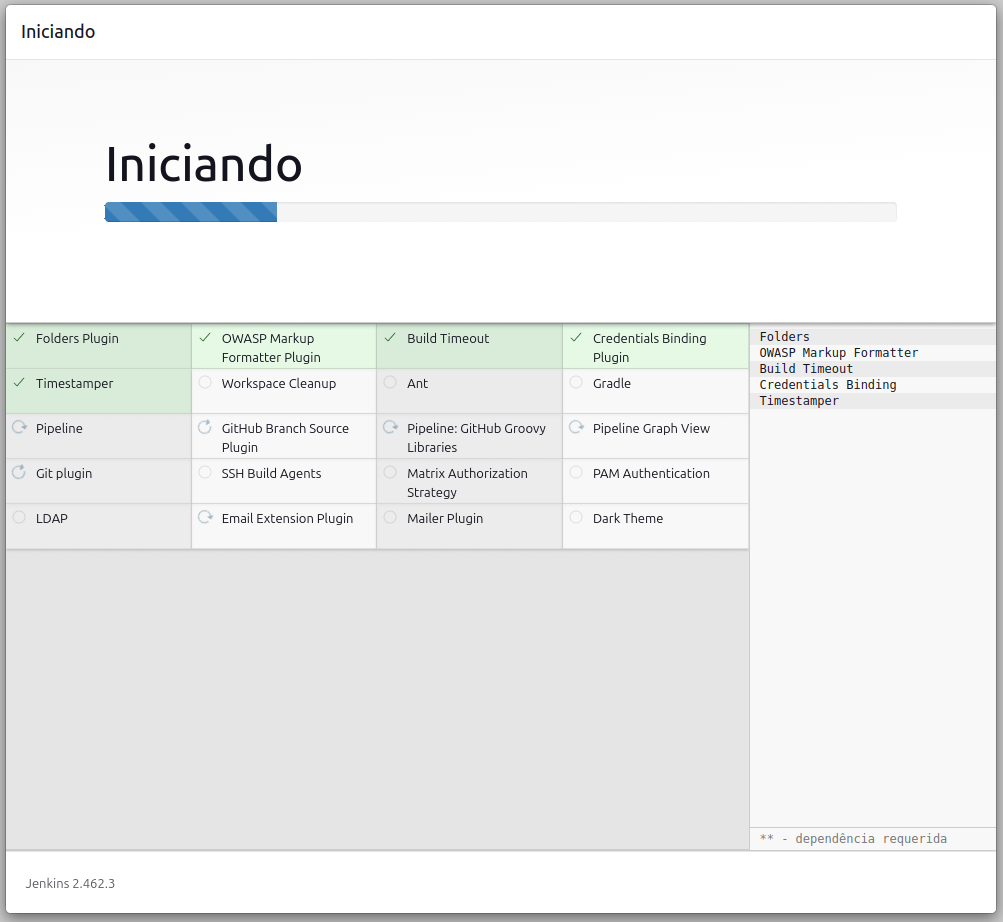 Iniciando
Iniciando
Folders Plugin
OWASP Markup
Formatter Plugin
Build Timeout
Credentials Binding
Plugin
Timestamper
Workspace Cleanup
Ant
Gradle
Pipeline
GitHub Branch Source
Plugin
Pipeline: GitHub Groovy
Libraries
Pipeline Graph View
Git plugin
SSH Build Agents
Matrix Authorization
Strategy
PAM Authentication
LDAP
Email Extension Plugin
Mailer Plugin
Dark Theme
Folders
OWASP Markup Formatter
Build Timeout
Credentials Binding
Timestamper
** - dependência requerida
Jenkins 2.462.3